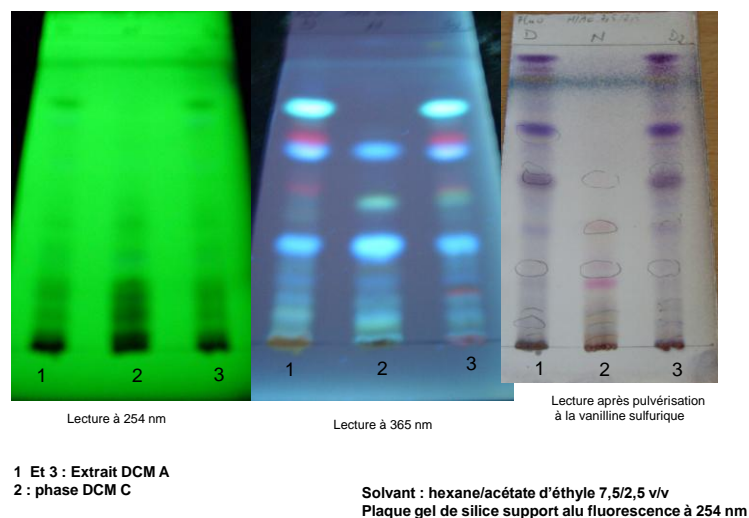 D N D2
1 2 3
1 2 3
1 2 3
Lecture à 254 nm
Lecture à 365 nm
Lecture après pulvérisation
à la vanilline sulfurique
1 Et 3 : Extrait DCM A
2 : phase DCM C
Solvant : hexane/acétate d'éthyle 7,5/2,5 v/v
Plaque gel de silice support alu fluorescence à 254 nm